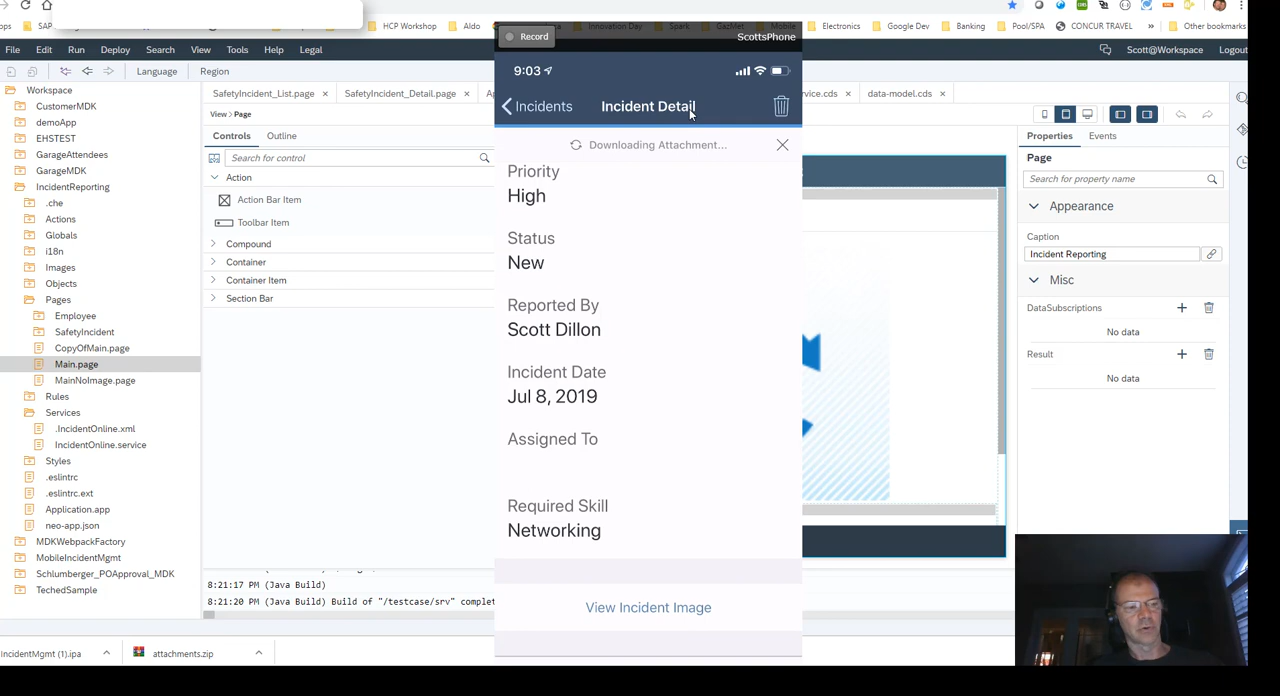 SAP
HCP Workshop
Aldo
Innovation Day
Spark
GazMet
Mobile
Electronics
Google Dev
Banking
Pool/SPA
CONCUR TRAVEL
Other bookmarks
File Edit Run Deploy Search View Tools Help Legal
Scott@Workspace
Logout
Language
Region
Workspace
CustomerMDK
demoApp
EHSTEST
GarageAttendees
GarageMDK
IncidentReporting
.che
Actions
Globals
i18n
Images
Objects
Pages
Employee
SafetyIncident
CopyOfMain.page
Main.page
MainNoImage.page
Rules
Services
.IncidentOnline.xml
IncidentOnline.service
Styles
.eslintrc
.eslintrc.ext
Application.app
neo-app.json
MDKWebpackFactory
MobileIncidentMgmt
Schlumberger_POApproval_MDK
TechedSample
SafetyIncident_List.page ×
SafetyIncident_Detail.page ×
rvice.cds ×
data-model.cds ×
View > Page
Controls
Outline
Search for control
Action
Action Bar Item
Toolbar Item
Compound
Container
Container Item
Section Bar
8:21:17 PM (Java Build)
8:21:20 PM (Java Build) Build of "/testcase/srv" complet
Record
ScottsPhone
9:03
Incidents
Incident Detail
Downloading Attachment...
Priority
High
Status
New
Reported By
Scott Dillon
Incident Date
Jul 8, 2019
Assigned To
Required Skill
Networking
View Incident Image
Properties
Events
Page
Search for property name
Appearance
Caption
Incident Reporting
Misc
DataSubscriptions
No data
Result
No data
IncidentMgmt (1).ipa
attachments.zip